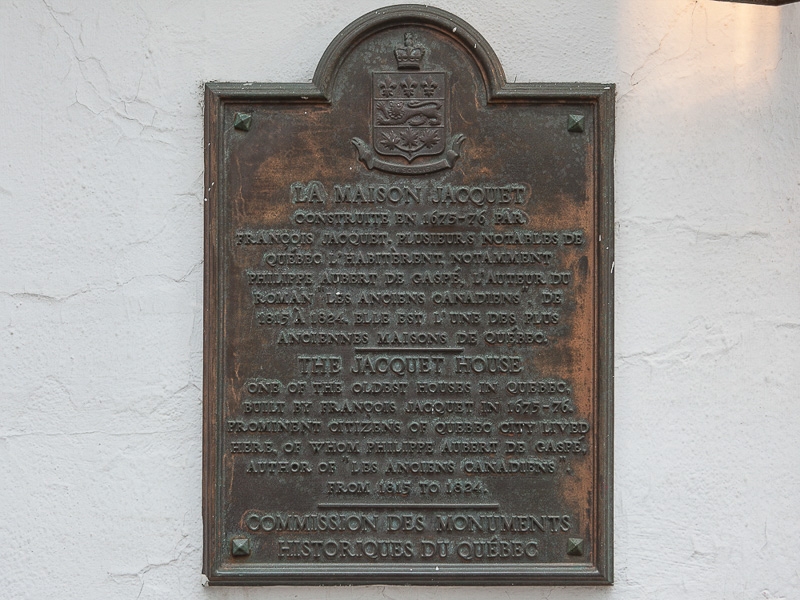 LA MAISON JACQUET
CONSTRUITE EN 1675-76 PAR
FRANÇOIS JACQUET. PLUSIEURS NOTABLES DE
QUÉBEC L'HABITÈRENT, NOTAMMENT
PHILIPPE AUBERT DE GASPÉ, L'AUTEUR DU
ROMAN "LES ANCIENS CANADIENS", DE
1815 À 1824. ELLE EST L'UNE DES PLUS
ANCIENNES MAISONS DE QUÉBEC.
THE JACQUET HOUSE
ONE OF THE OLDEST HOUSES IN QUEBEC,
BUILT BY FRANÇOIS JACQUET IN 1675-76.
PROMINENT CITIZENS OF QUEBEC CITY LIVED
HERE, OF WHOM PHILIPPE AUBERT DE GASPÉ,
AUTHOR OF "LES ANCIENS CANADIENS",
FROM 1815 TO 1824.
COMMISSION DES MONUMENTS
HISTORIQUES DU QUÉBEC